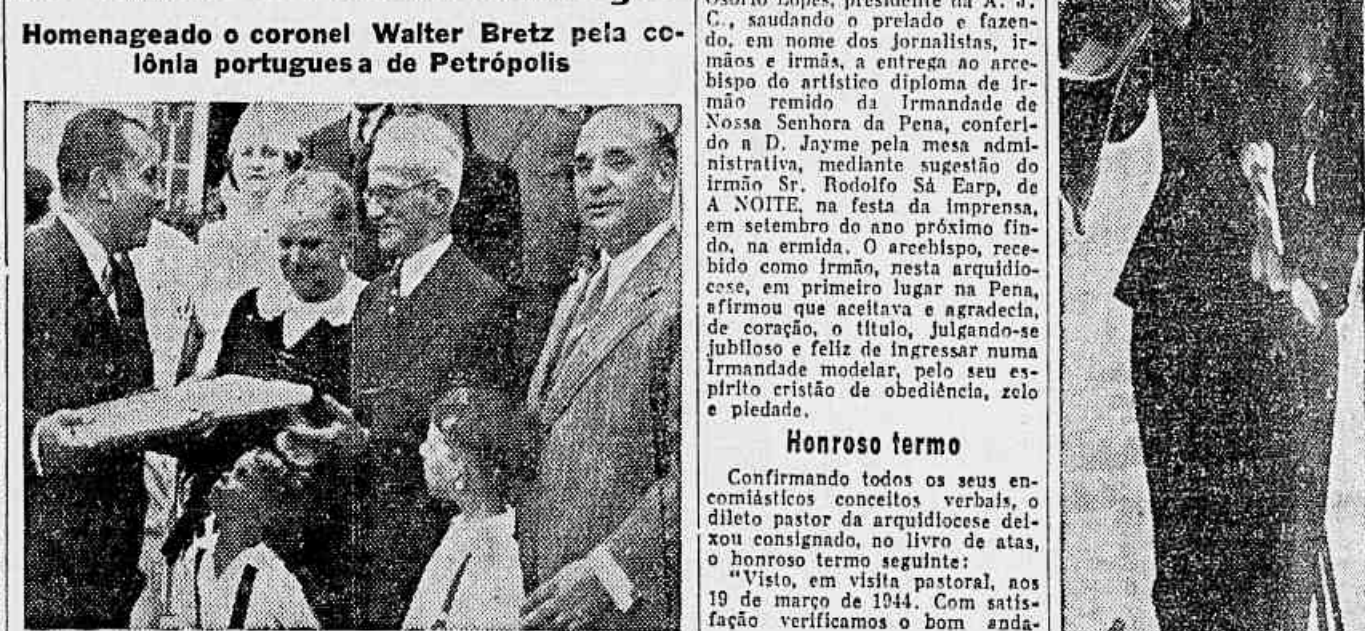 Homenageado o coronel Walter Bretz pela co-
lônia portuguesa de Petrópolis
Osorio Lopes, presidente da A. J.
C., saudando o prelado e fazen-
do, em nome dos jornalistas, ir-
mãos e irmãs, a entrega ao arce-
bispo do artístico diploma de ir-
mão remido da Irmandade de
Nossa Senhora da Pena, conferi-
do a D. Jayme pela mesa admi-
nistrativa, mediante sugestão do
irmão Sr. Rodolfo Sá Earp, de
A NOITE, na festa da imprensa,
em setembro do ano próximo fin-
do, na ermida. O arcebispo, rece-
bido como irmão, nesta arquidio-
cese, em primeiro lugar na Pena,
afirmou que aceitava e agradecia,
de coração, o título, julgando-se
jubiloso e feliz de ingressar numa
Irmandade modelar, pelo seu es-
pírito cristão de obediência, zelo
e piedade.
Honroso termo
Confirmando todos os seus en-
comiásticos conceitos verbais, o
dileto pastor da arquidiocese dei-
xou consignado, no livro de atas,
o honroso termo seguinte:
"Visto, em visita pastoral, aos
19 de março de 1944. Com satis-
fação verificamos o bom anda-